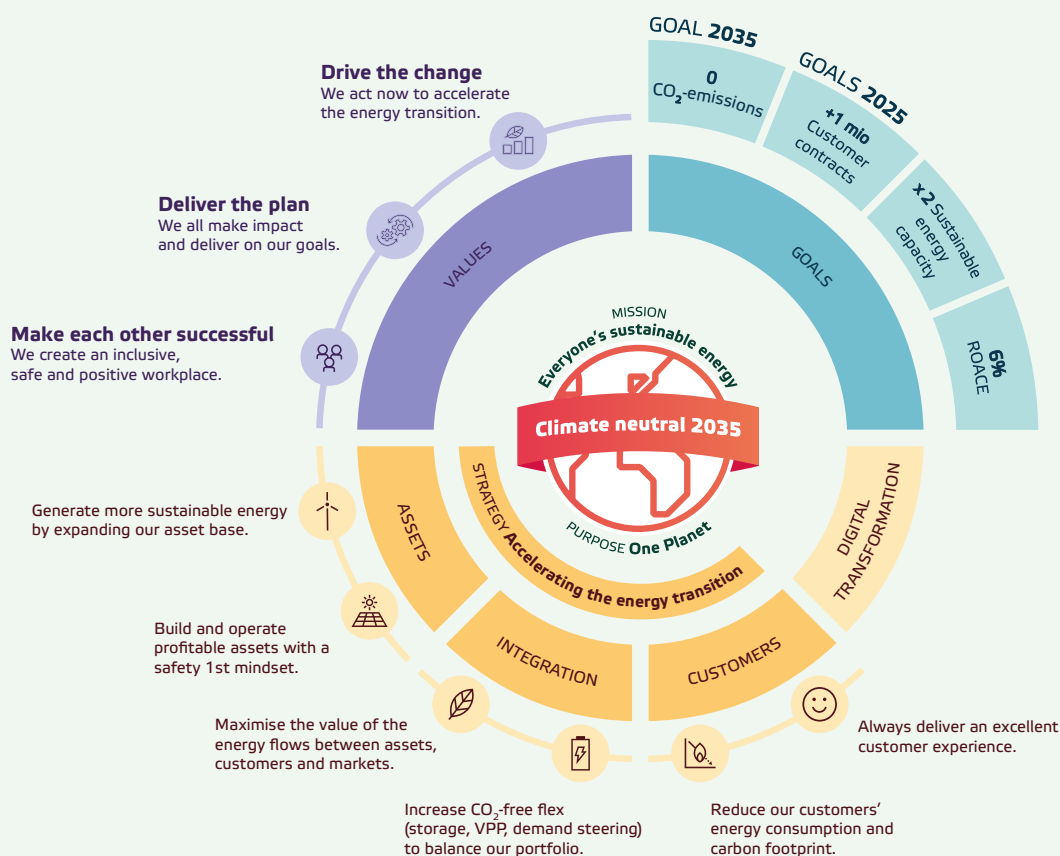 GOAL 2035
0
CO₂-emissions
GOALS 2025
+1 mio
Customer
contracts
x 2 Sustainable
energy
capacity
6%
ROACE
GOALS
Drive the change
We act now to accelerate
the energy transition.
Deliver the plan
We all make impact
and deliver on our goals.
Make each other successful
We create an inclusive,
safe and positive workplace.
VALUES
MISSION
Everyone's sustainable energy
Climate neutral 2035
PURPOSE One Planet
STRATEGY Accelerating the energy transition
ASSETS
INTEGRATION
CUSTOMERS
DIGITAL
TRANSFORMATION
Generate more sustainable energy
by expanding our asset base.
Build and operate
profitable assets with a
safety 1st mindset.
Maximise the value of the
energy flows between assets,
customers and markets.
Increase CO₂-free flex
(storage, VPP, demand steering)
to balance our portfolio.
Reduce our customers'
energy consumption and
carbon footprint.
Always deliver an excellent
customer experience.